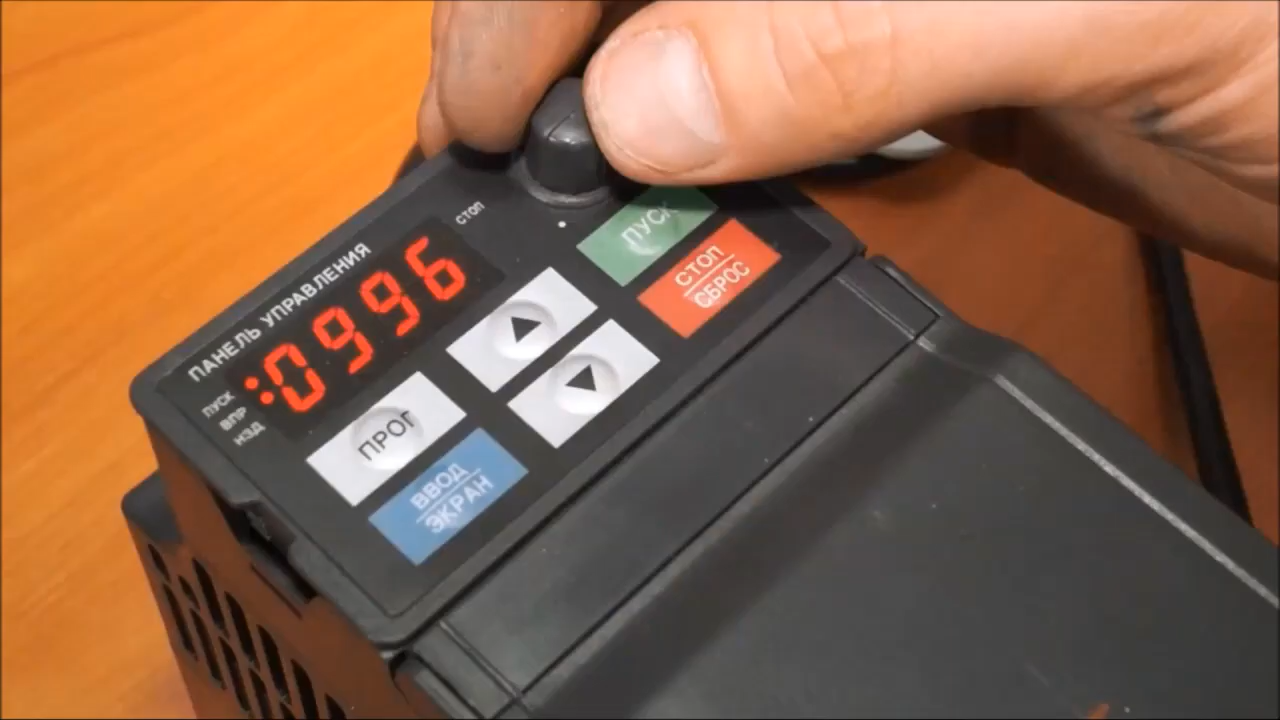 ПАНЕЛЬ УПРАВЛЕНИЯ
СТОП
ПУСК
ВПР
НЗД
0996
ПУСК
СТОП
СБРОС
ПРОГ
ВВОД
ЭКРАН